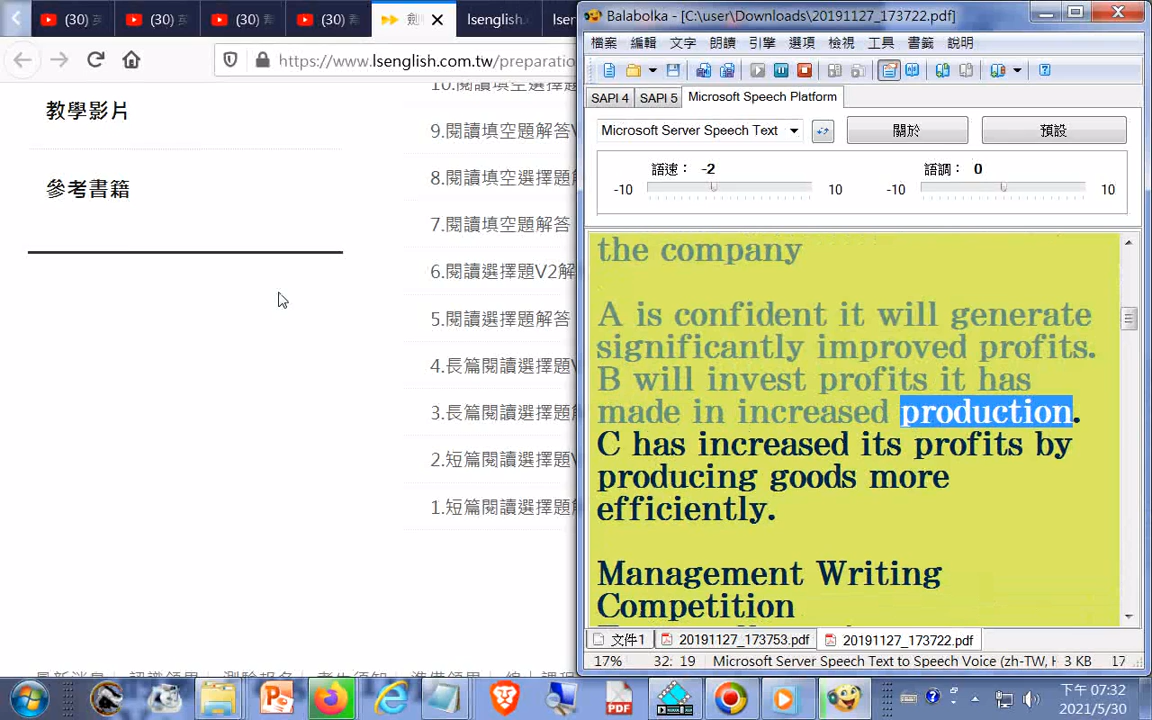 (30)
(30)
(30)
(30)
lsenglish.
lser
https://www.lsenglish.com.tw/preparatio
教學影片
參考書籍
10.閱讀填空選擇題
9.閱讀填空題解答V
8.閱讀填空選擇題
7.閱讀填空題解答
6.閱讀選擇題V2解
5.閱讀選擇題解答
4.長篇閱讀選擇題V
3.長篇閱讀選擇題
2.短篇閱讀選擇題V
1.短篇閱讀選擇題解
Balabolka - [C:\user\Downloads\20191127_173722.pdf]
檔案 編輯 文字 朗讀 引擎 選項 檢視 工具 書籤 說明
SAPI 4 SAPI 5 Microsoft Speech Platform
Microsoft Server Speech Text 關於 預設
語速： -2 語調： 0
-10 10 -10 10
the company
A is confident it will generate
significantly improved profits.
B will invest profits it has
made in increased production.
C has increased its profits by
producing goods more
efficiently.
Management Writing
Competition
文件1 20191127_173753.pdf 20191127_173722.pdf
17% 32: 19 Microsoft Server Speech Text to Speech Voice (zh-TW, H 3 KB 17
PDF
下午 07:32
2021/5/30